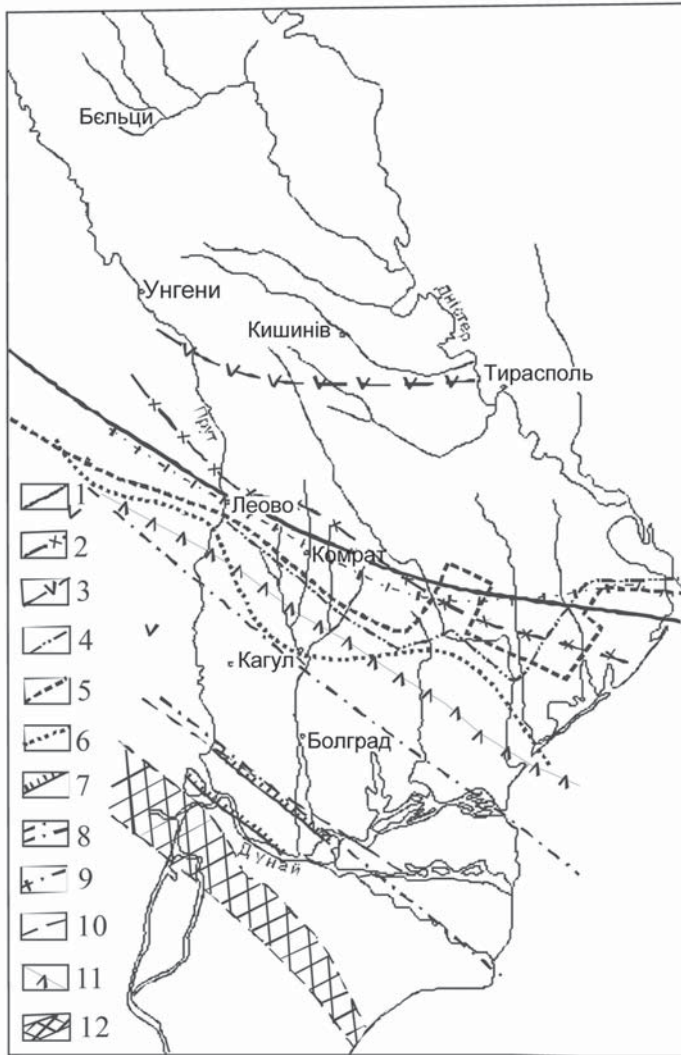 Бєльци
Унгени
Дністер
Кишинів
Тирасполь
Прут
Леово
Комрат
Кагул
Болград
Дунай
1
2
3
4
5
6
7
8
9
10
11
12